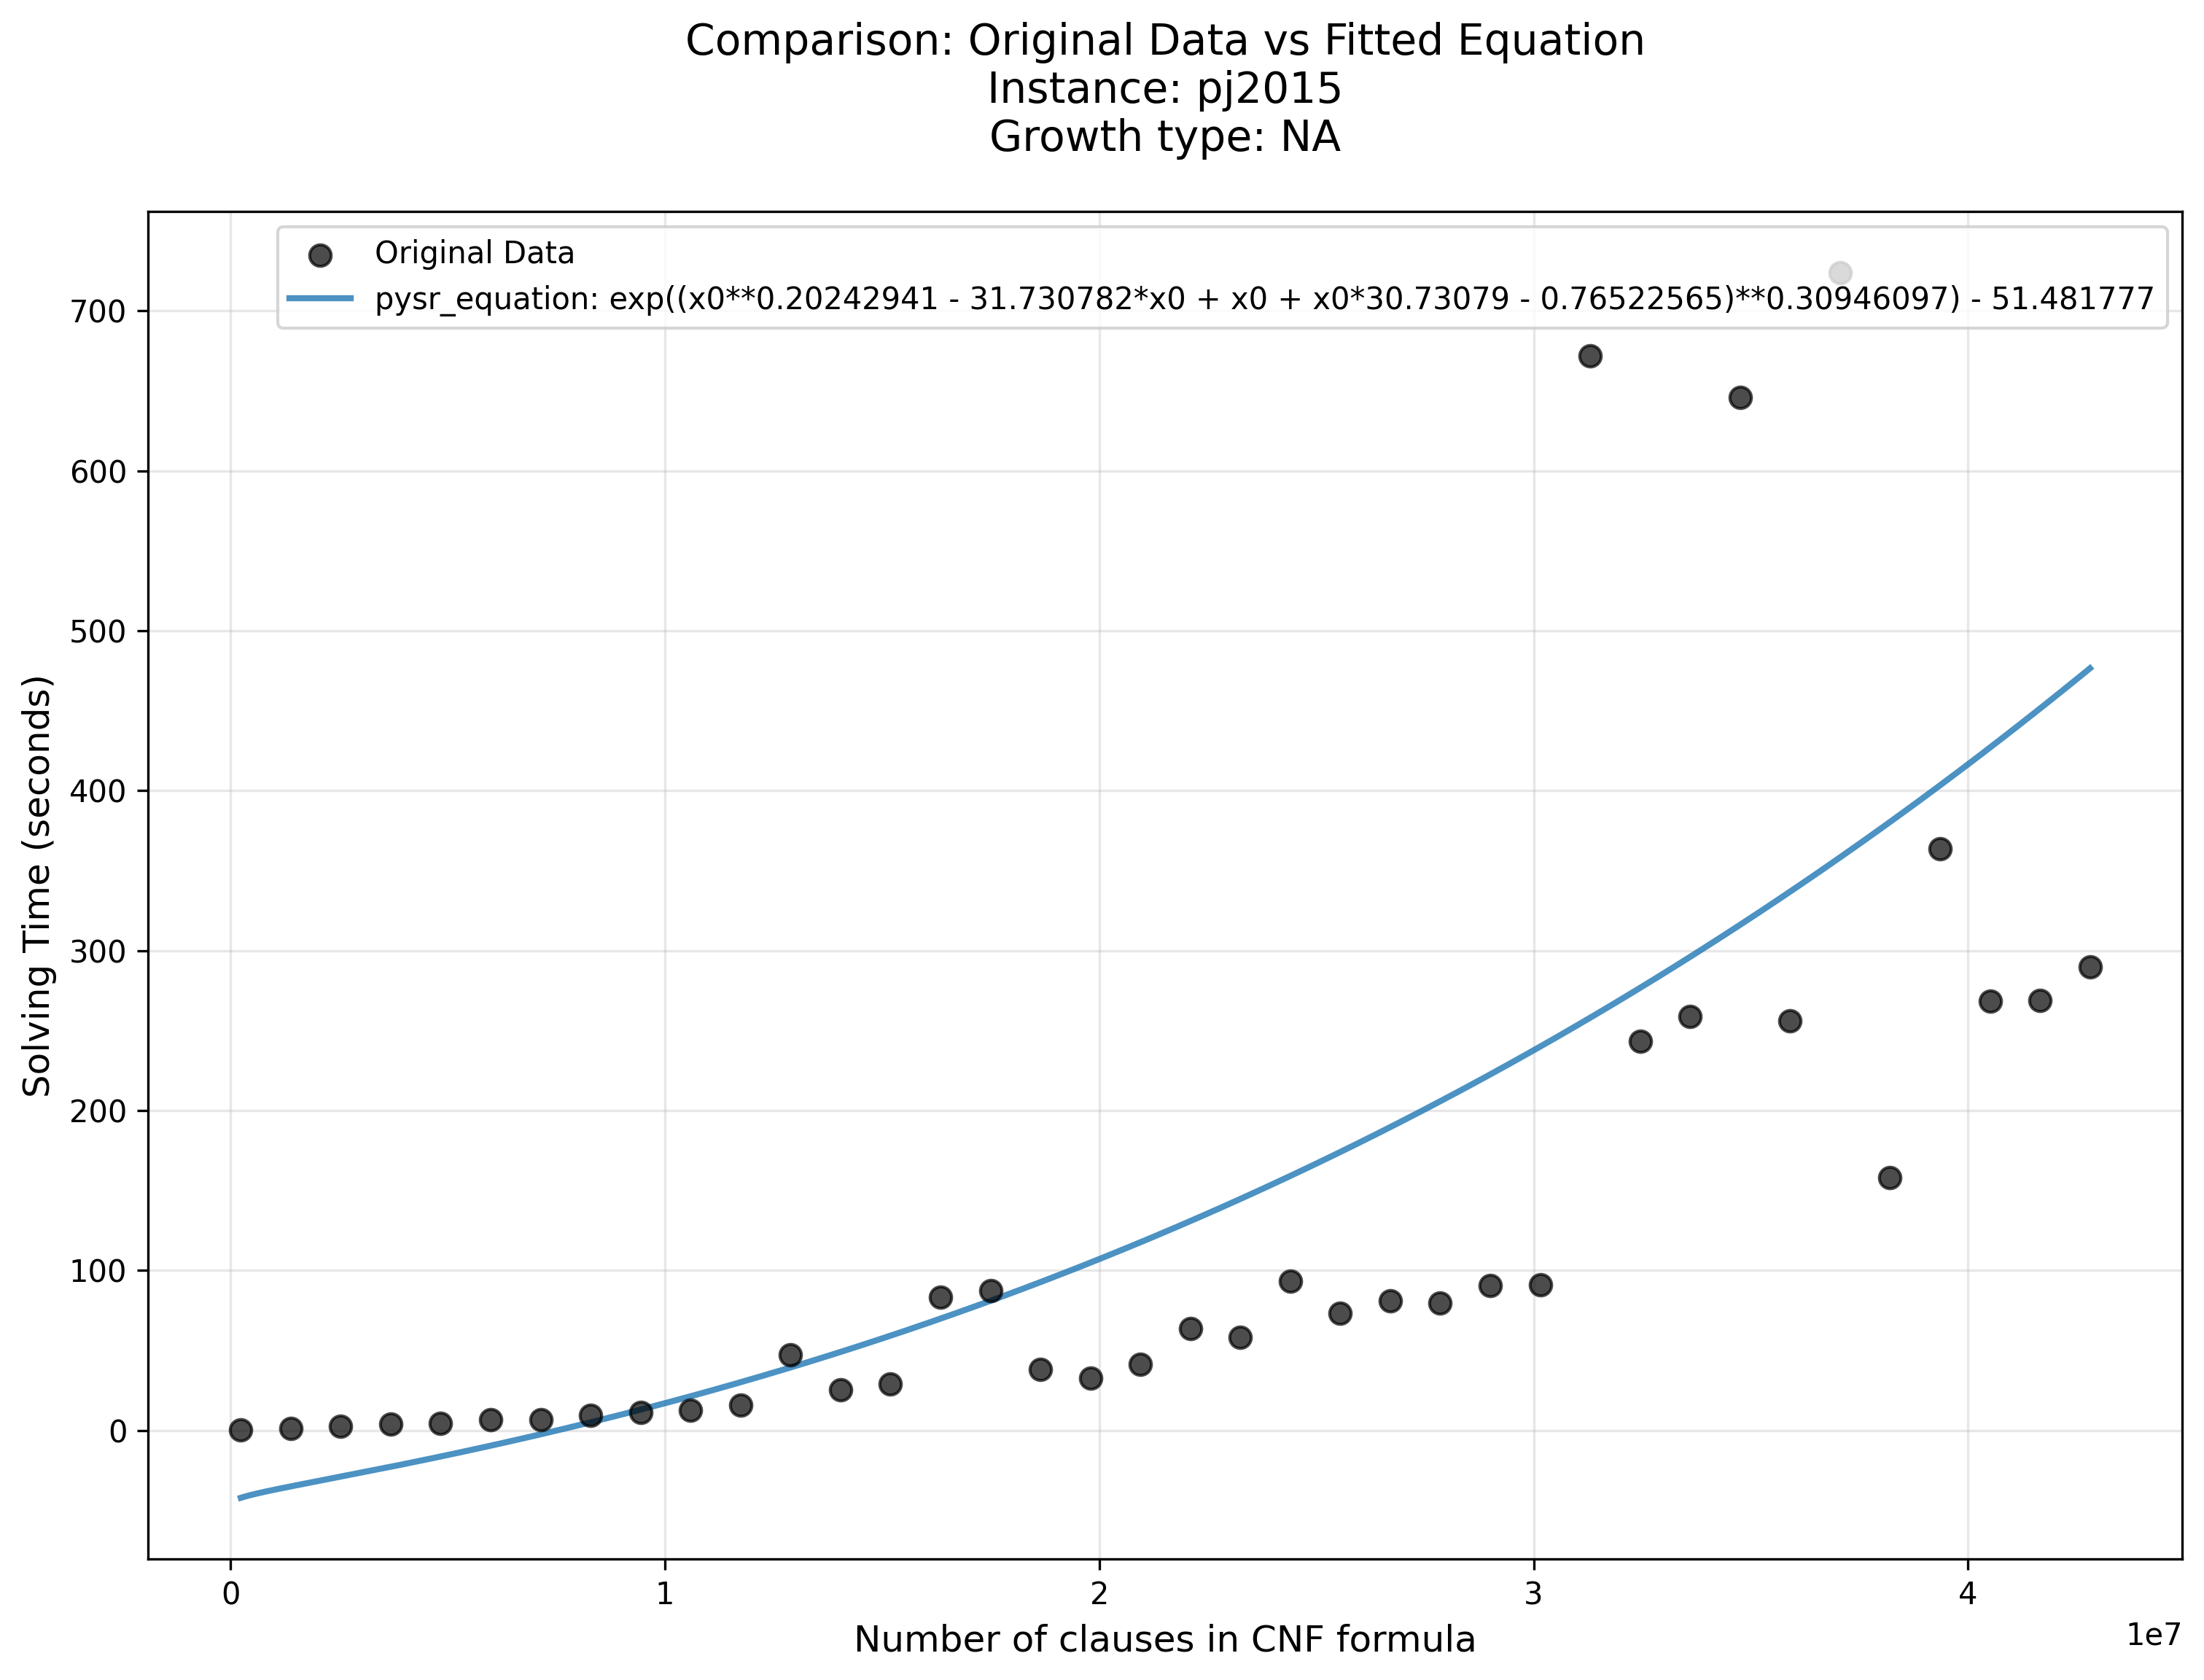 Comparison: Original Data vs Fitted Equation
Instance: pj2015
Growth type: NA
Original Data
pysr_equation: exp((x0**0.20242941 - 31.730782*x0 + x0 + x0*30.73079 - 0.76522565)**0.30946097) - 51.481777
700
600
500
400
300
200
100
0
Solving Time (seconds)
0 1 2 3 4
1e7
Number of clauses in CNF formula